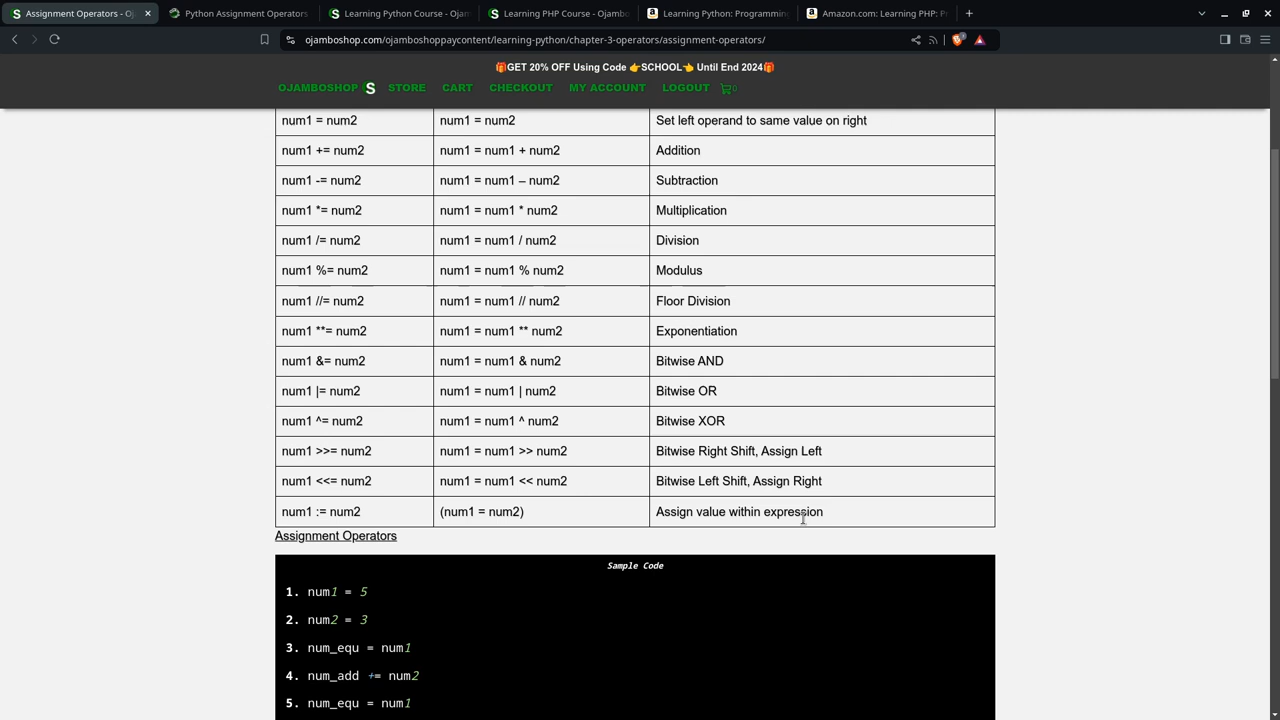 Assignment Operators - Oj
Python Assignment Operators
Learning Python Course - Ojam
Learning PHP Course - Ojambo
Learning Python: Programmin
Amazon.com: Learning PHP: P
ojamboshop.com/ojamboshoppaycontent/learning-python/chapter-3-operators/assignment-operators/
🎁GET 20% OFF Using Code 👉SCHOOL👈 Until End 2024🎁
OJAMBOSHOP S STORE CART CHECKOUT MY ACCOUNT LOGOUT 0
num1 = num2 num1 = num2 Set left operand to same value on right
num1 += num2 num1 = num1 + num2 Addition
num1 -= num2 num1 = num1 – num2 Subtraction
num1 *= num2 num1 = num1 * num2 Multiplication
num1 /= num2 num1 = num1 / num2 Division
num1 %= num2 num1 = num1 % num2 Modulus
num1 //= num2 num1 = num1 // num2 Floor Division
num1 **= num2 num1 = num1 ** num2 Exponentiation
num1 &= num2 num1 = num1 & num2 Bitwise AND
num1 |= num2 num1 = num1 | num2 Bitwise OR
num1 ^= num2 num1 = num1 ^ num2 Bitwise XOR
num1 >>= num2 num1 = num1 >> num2 Bitwise Right Shift, Assign Left
num1 <<= num2 num1 = num1 << num2 Bitwise Left Shift, Assign Right
num1 := num2 (num1 = num2) Assign value within expression
Assignment Operators
Sample Code
1. num1 = 5
2. num2 = 3
3. num_equ = num1
4. num_add += num2
5. num_equ = num1